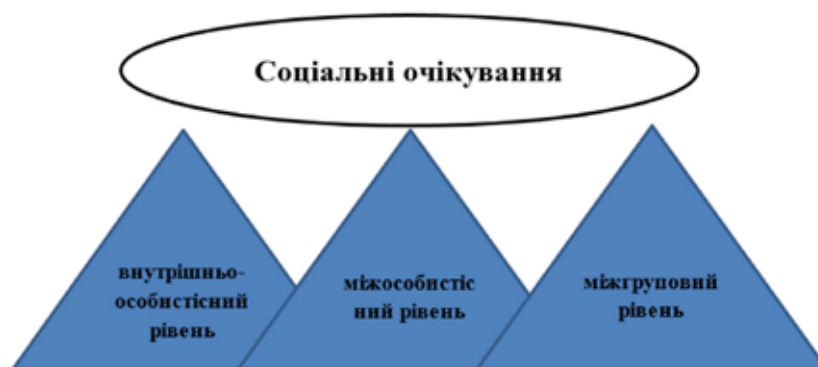 Соціальні очікування
внутрішньо-
особистісний
рівень
міжособистіс
ний рівень
міжгруповий
рівень